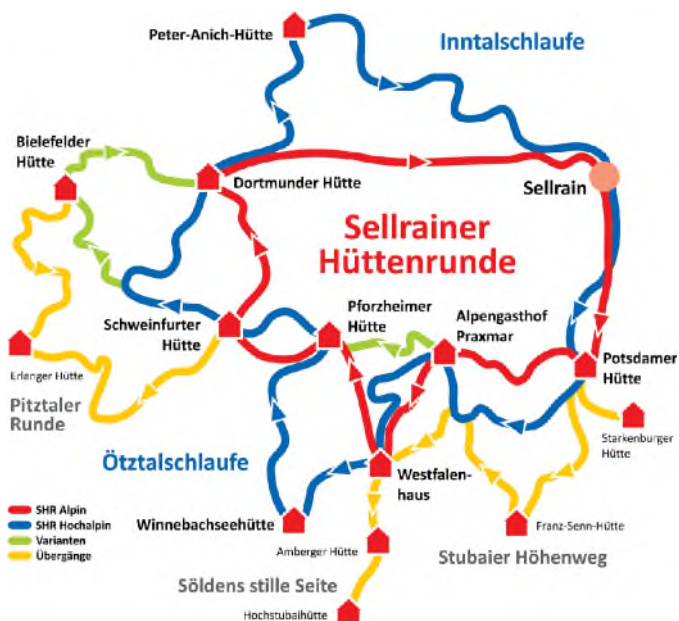 Peter-Anich-Hütte
Inntalschlaufe
Bielefelder
Hütte
Dortmunder Hütte
Sellrain
Sellrainer
Hüttenrunde
Schweinfurter
Hütte
Pforzheimer
Hütte
Alpengasthof
Praxmar
Potsdamer
Hütte
Erlanger Hütte
Pitztaler
Runde
Starkenburger
Hütte
Ötztalschlaufe
Westfalen-
haus
SHR Alpin
SHR Hochalpin
Varianten
Übergänge
Winnebachseehütte
Amberger Hütte
Franz-Senn-Hütte
Stubaier Höhenweg
Söldens stille Seite
Hochstubaihütte